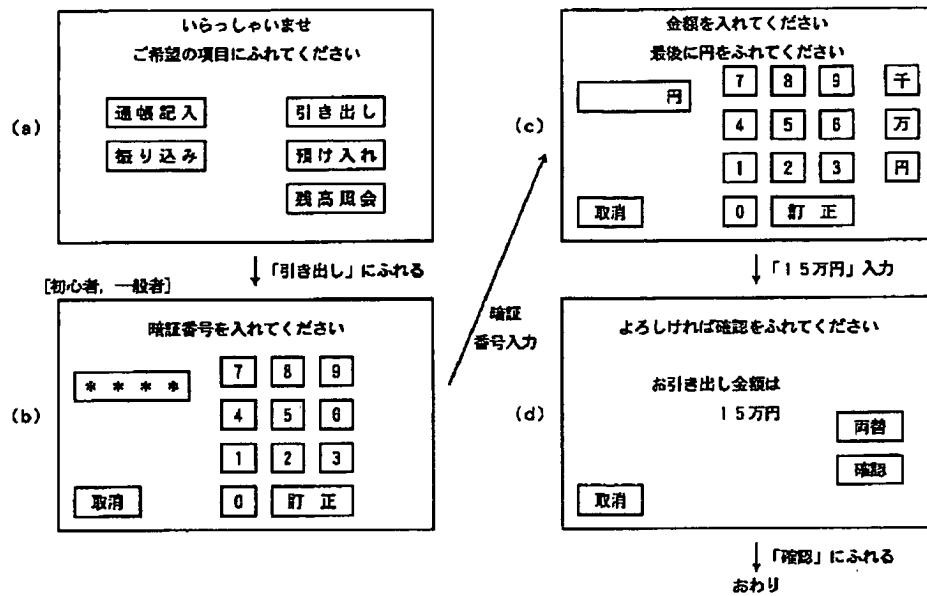 (a)
いらっしゃいませ
ご希望の項目にふれてください
通帳記入
引き出し
振り込み
預け入れ
残高照会
↓「引き出し」にふれる
[初心者, 一般者]
(b)
暗証番号を入れてください
* * * *
7 8 9
4 5 6
1 2 3
取消
0 訂正
暗証
番号入力
(c)
金額を入れてください
最後に円をふれてください
円
7 8 9 千
4 5 6 万
1 2 3 円
取消
0 訂正
↓「15万円」入力
(d)
よろしければ確認をふれてください
お引き出し金額は
15万円
両替
確認
取消
↓「確認」にふれる
おわり